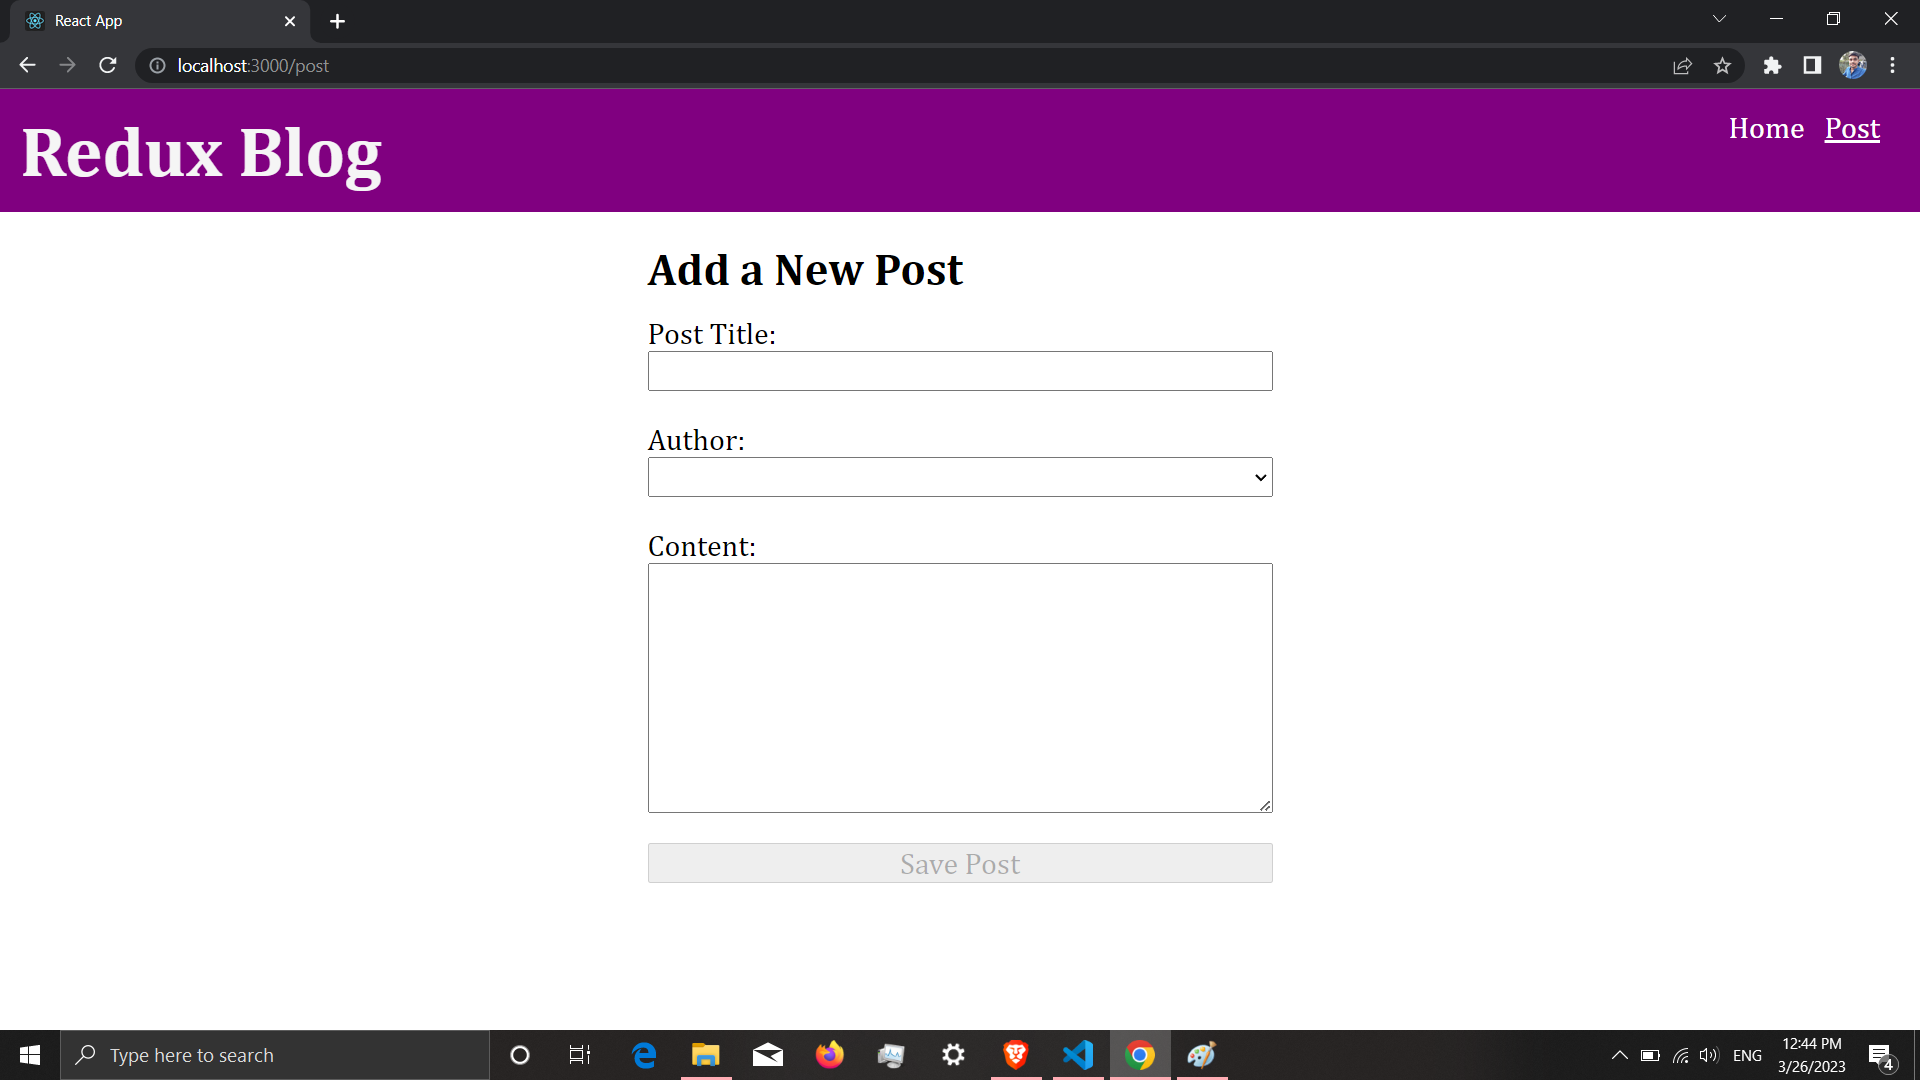 React App
localhost:3000/post
Redux Blog
Home Post
Add a New Post
Post Title:
Author:
Content:
Save Post
Type here to search
ENG
12:44 PM
3/26/2023
4